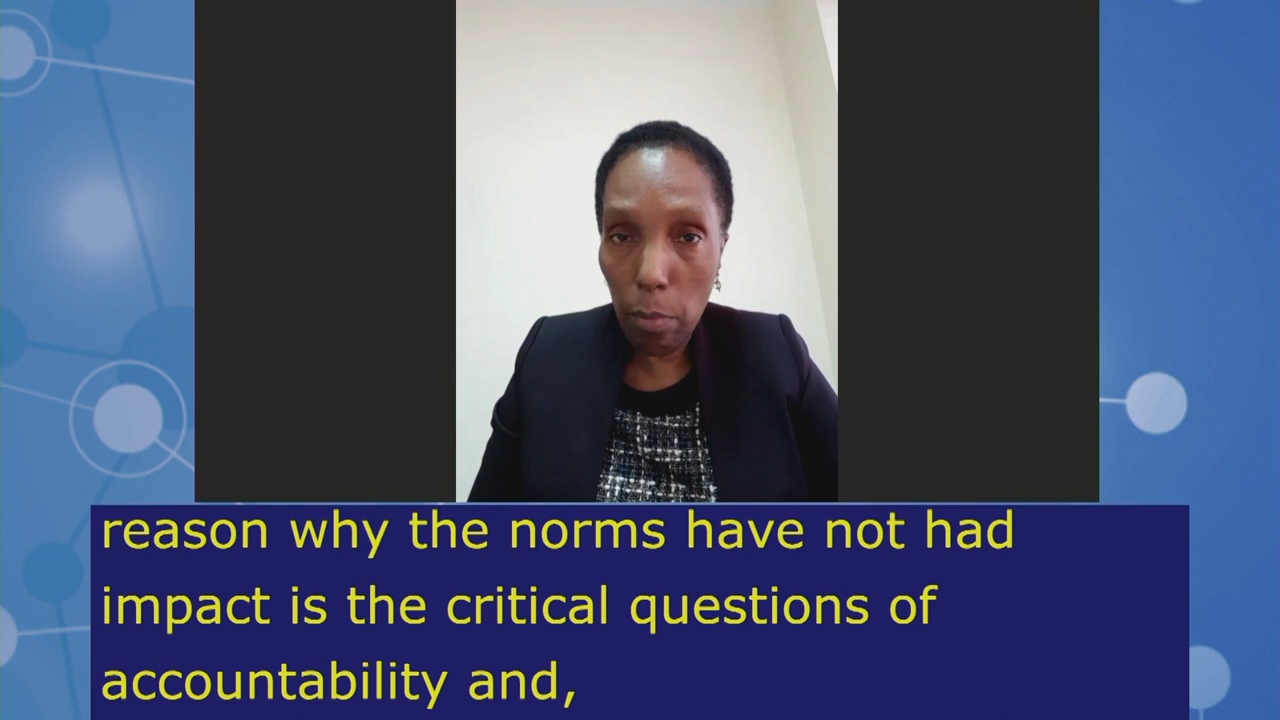 reason why the norms have not had
impact is the critical questions of
accountability and,